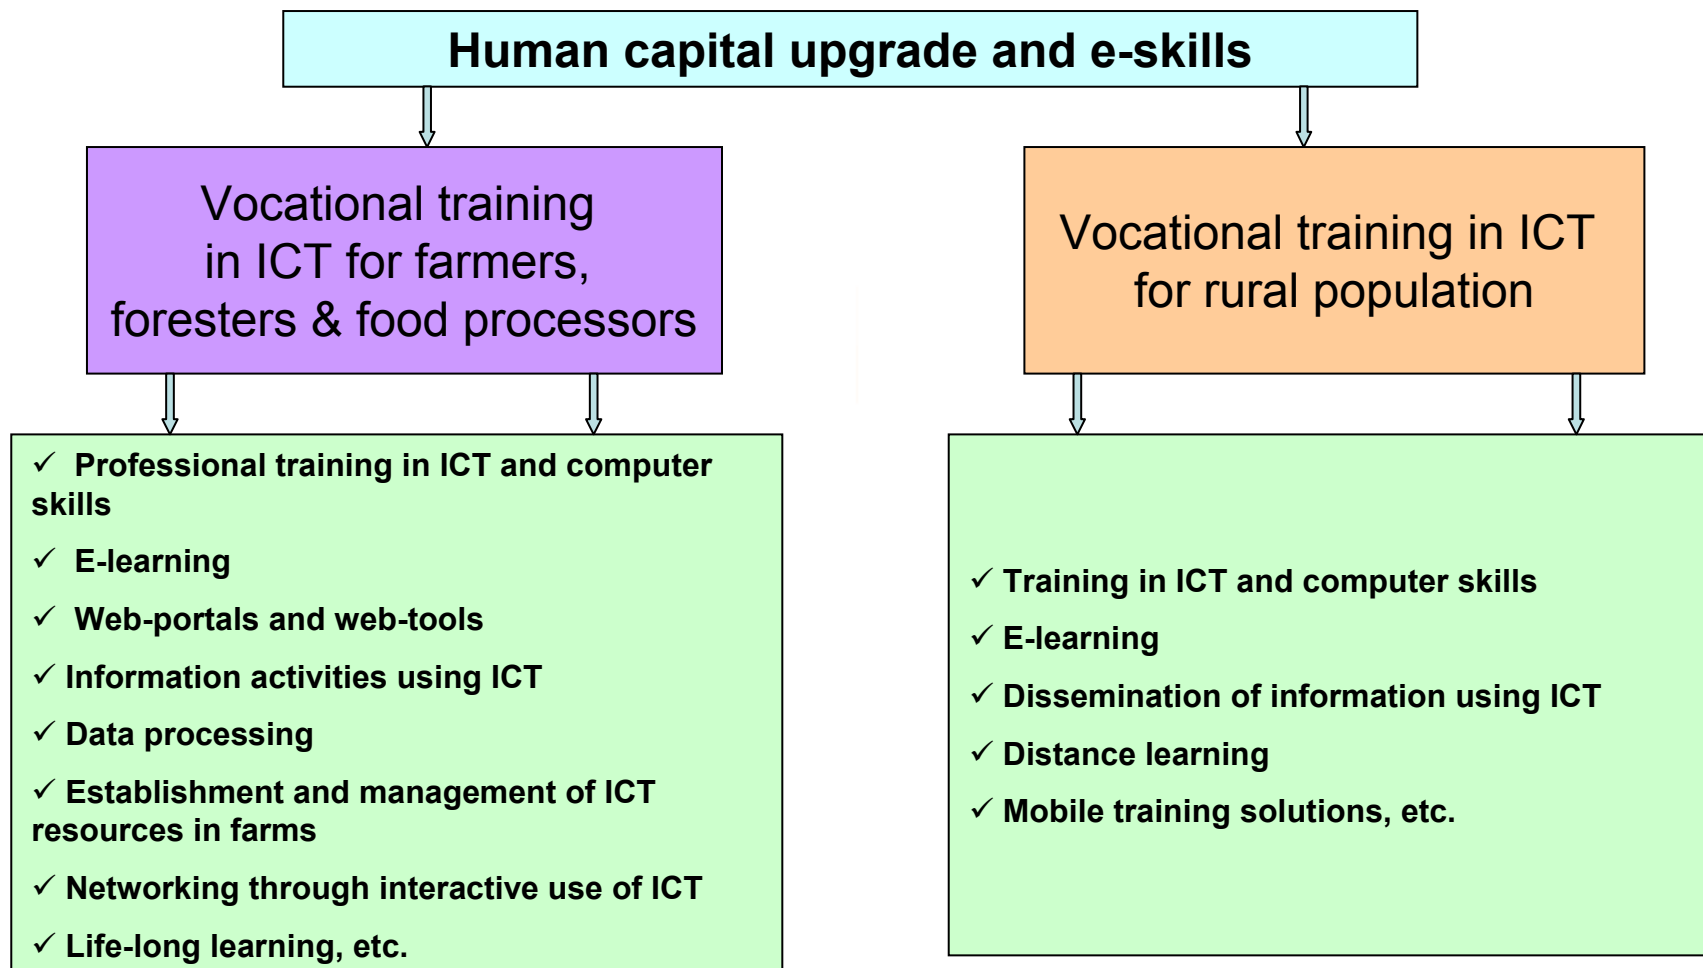 Human capital upgrade and e-skills
Vocational training
in ICT for farmers,
foresters & food processors
Vocational training in ICT
for rural population
✓ Professional training in ICT and computer
skills
✓ E-learning
✓ Web-portals and web-tools
✓ Information activities using ICT
✓ Data processing
✓ Establishment and management of ICT
resources in farms
✓ Networking through interactive use of ICT
✓ Life-long learning, etc.
✓ Training in ICT and computer skills
✓ E-learning
✓ Dissemination of information using ICT
✓ Distance learning
✓ Mobile training solutions, etc.